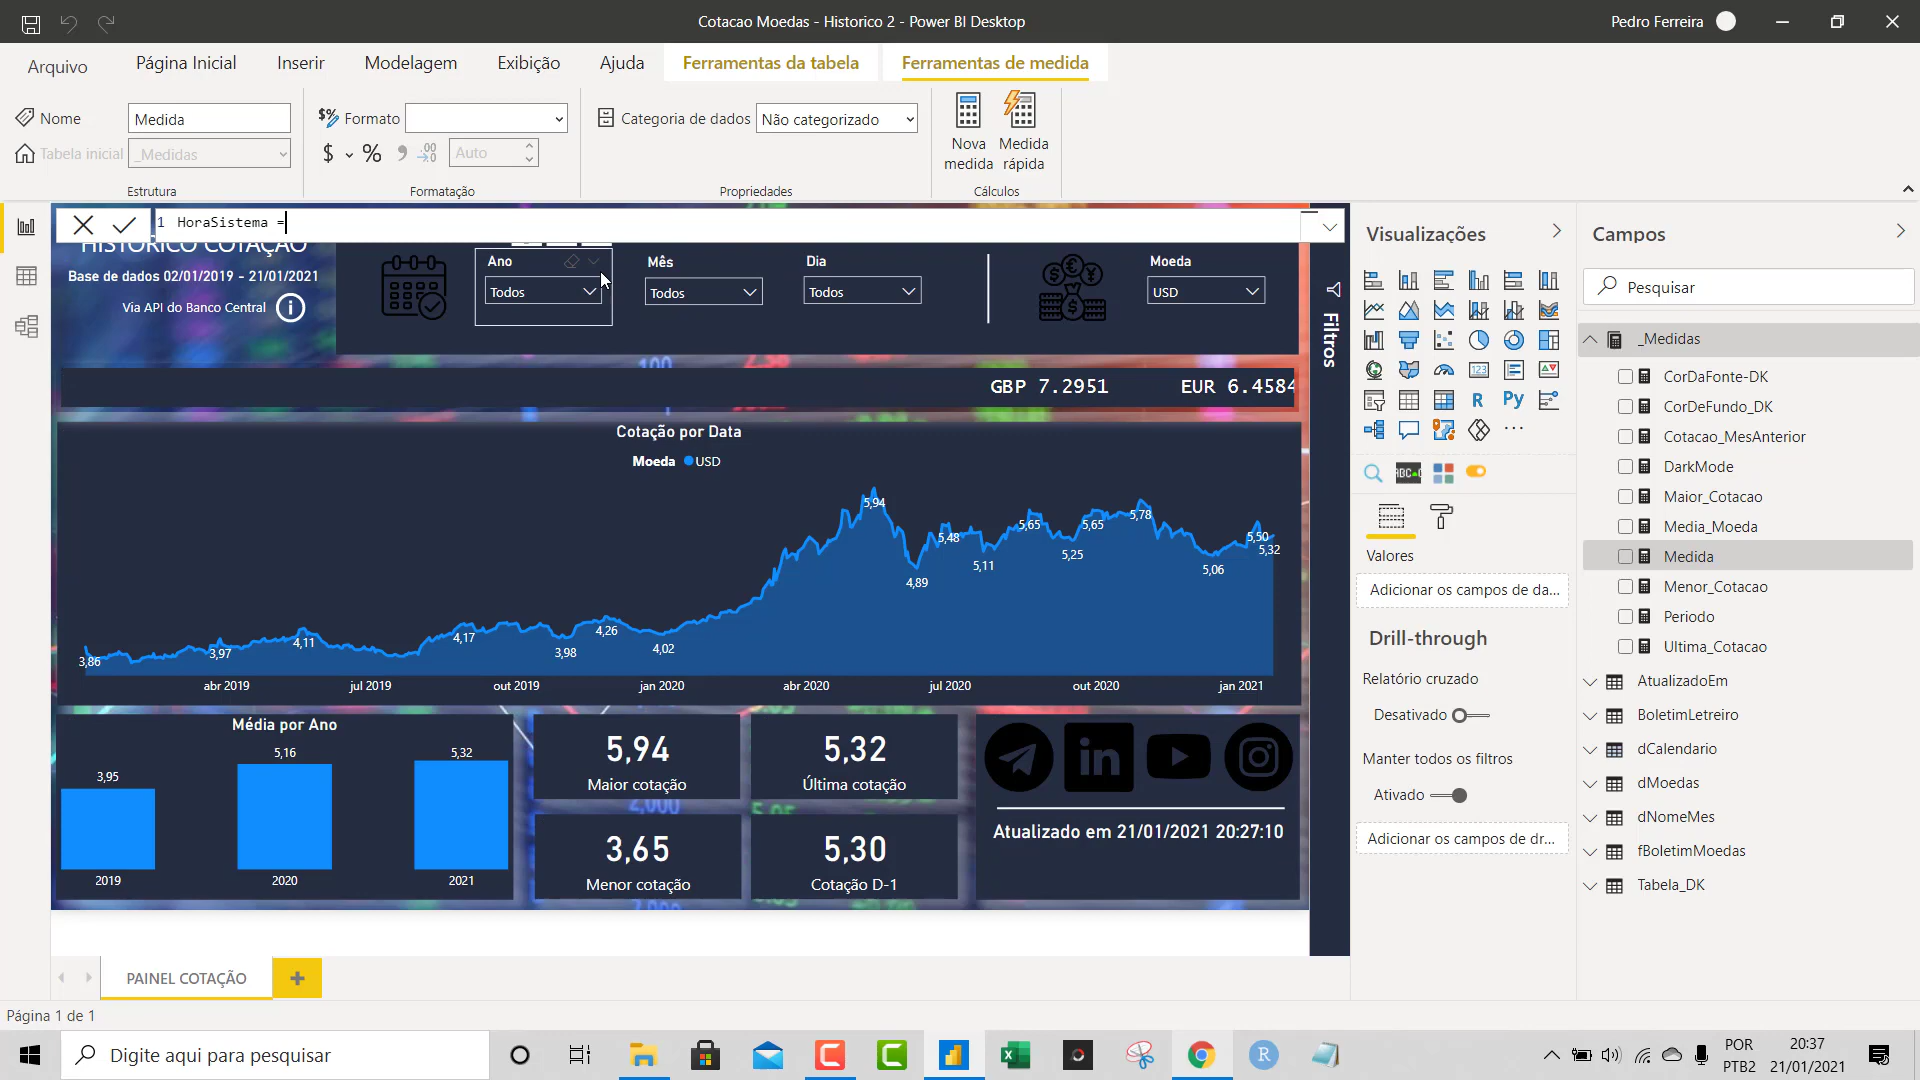 Cotacao Moedas - Historico 2 - Power BI Desktop
Pedro Ferreira
Arquivo
Página Inicial
Inserir
Modelagem
Exibição
Ajuda
Ferramentas da tabela
Ferramentas de medida
Nome
Medida
Tabela inicial
_Medidas
Estrutura
Formato
$
%
Auto
Formatação
Categoria de dados
Não categorizado
Propriedades
Nova medida
Medida rápida
Cálculos
1 HoraSistema =
HISTÓRICO COTAÇÃO
Base de dados 02/01/2019 - 21/01/2021
Via API do Banco Central
Ano
Todos
Mês
Todos
Dia
Todos
Moeda
USD
GBP 7.2951
EUR 6.4584
Cotação por Data
Moeda USD
3,86
3,97
4,11
4,17
3,98
4,26
4,02
5,94
4,89
5,48
5,11
5,65
5,25
5,65
5,78
5,06
5,50
5,32
abr 2019
jul 2019
out 2019
jan 2020
abr 2020
jul 2020
out 2020
jan 2021
Média por Ano
3,95
5,16
5,32
2019
2020
2021
5,94
Maior cotação
5,32
Última cotação
3,65
Menor cotação
5,30
Cotação D-1
Atualizado em 21/01/2021 20:27:10
Filtros
Visualizações
R
Py
123
Valores
Adicionar os campos de da...
Drill-through
Relatório cruzado
Desativado
Manter todos os filtros
Ativado
Adicionar os campos de dr...
Campos
Pesquisar
_Medidas
CorDaFonte-DK
CorDeFundo_DK
Cotacao_MesAnterior
DarkMode
Maior_Cotacao
Media_Moeda
Medida
Menor_Cotacao
Periodo
Ultima_Cotacao
AtualizadoEm
BoletimLetreiro
dCalendario
dMoedas
dNomeMes
fBoletimMoedas
Tabela_DK
PAINEL COTAÇÃO
Página 1 de 1
Digite aqui para pesquisar
POR
PTB2
20:37
21/01/2021